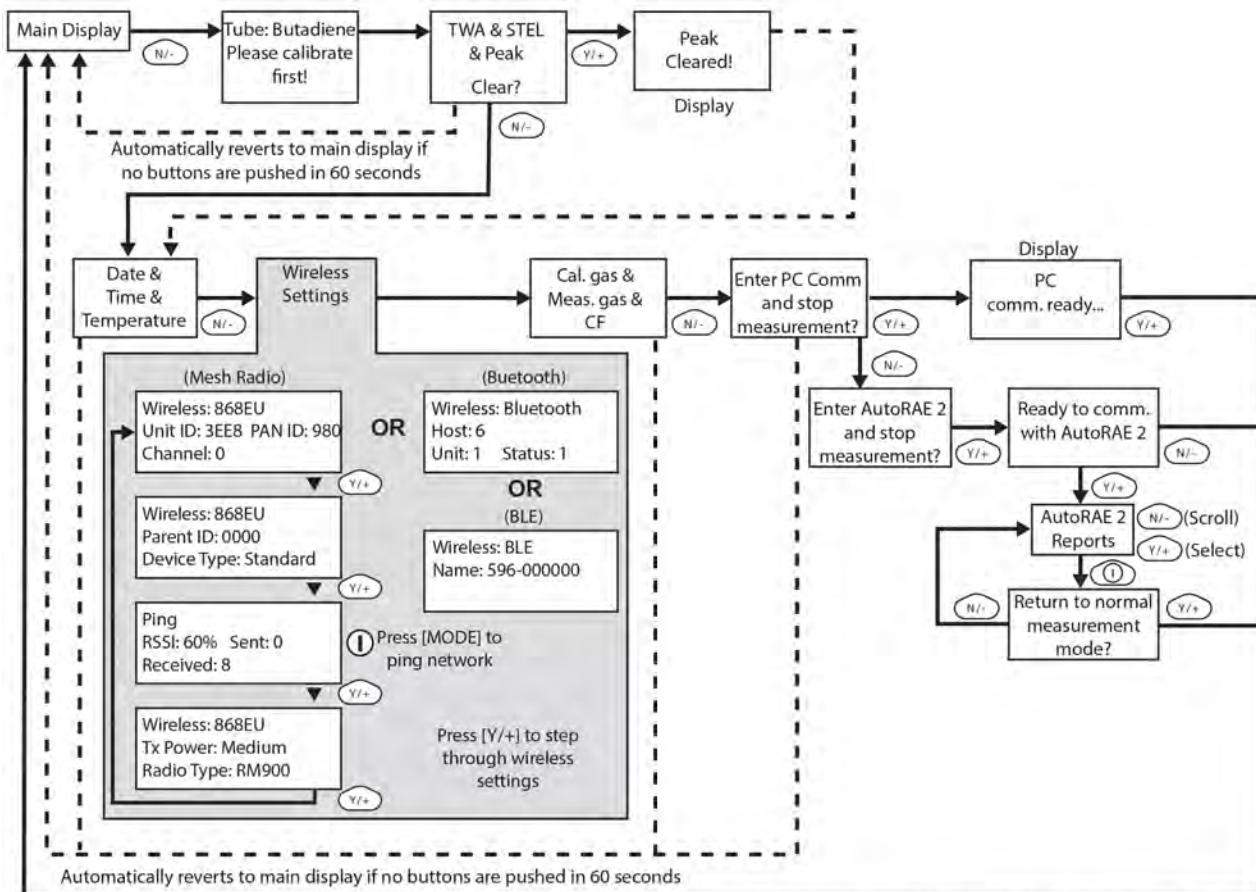 Main Display
N/-
Tube: Butadiene
Please calibrate
first!
TWA & STEL
& Peak
Clear?
Y/+
N/-
Peak
Cleared!
Display
Automatically reverts to main display if
no buttons are pushed in 60 seconds
Date &
Time &
Temperature
N/-
Wireless
Settings
Cal. gas &
Meas. gas &
CF
N/-
Enter PC Comm
and stop
measurement?
Y/+
N/-
Display
PC
comm. ready...
Y/+
(Mesh Radio)
Wireless: 868EU
Unit ID: 3EE8 PAN ID: 980
Channel: 0
Y/+
Wireless: 868EU
Parent ID: 0000
Device Type: Standard
Y/+
Ping
RSSI: 60% Sent: 0
Received: 8
Y/+
Wireless: 868EU
Tx Power: Medium
Radio Type: RM900
Y/+
OR
(Buetooth)
Wireless: Bluetooth
Host: 6
Unit: 1 Status: 1
OR
(BLE)
Wireless: BLE
Name: 596-000000
Press [MODE] to
ping network
Press [Y/+] to step
through wireless
settings
Enter AutoRAE 2
and stop
measurement?
Y/+
Ready to comm.
with AutoRAE 2
N/-
Y/+
AutoRAE 2
Reports
N/- (Scroll)
Y/+ (Select)
N/-
Return to normal
measurement
mode?
Y/+
Automatically reverts to main display if no buttons are pushed in 60 seconds